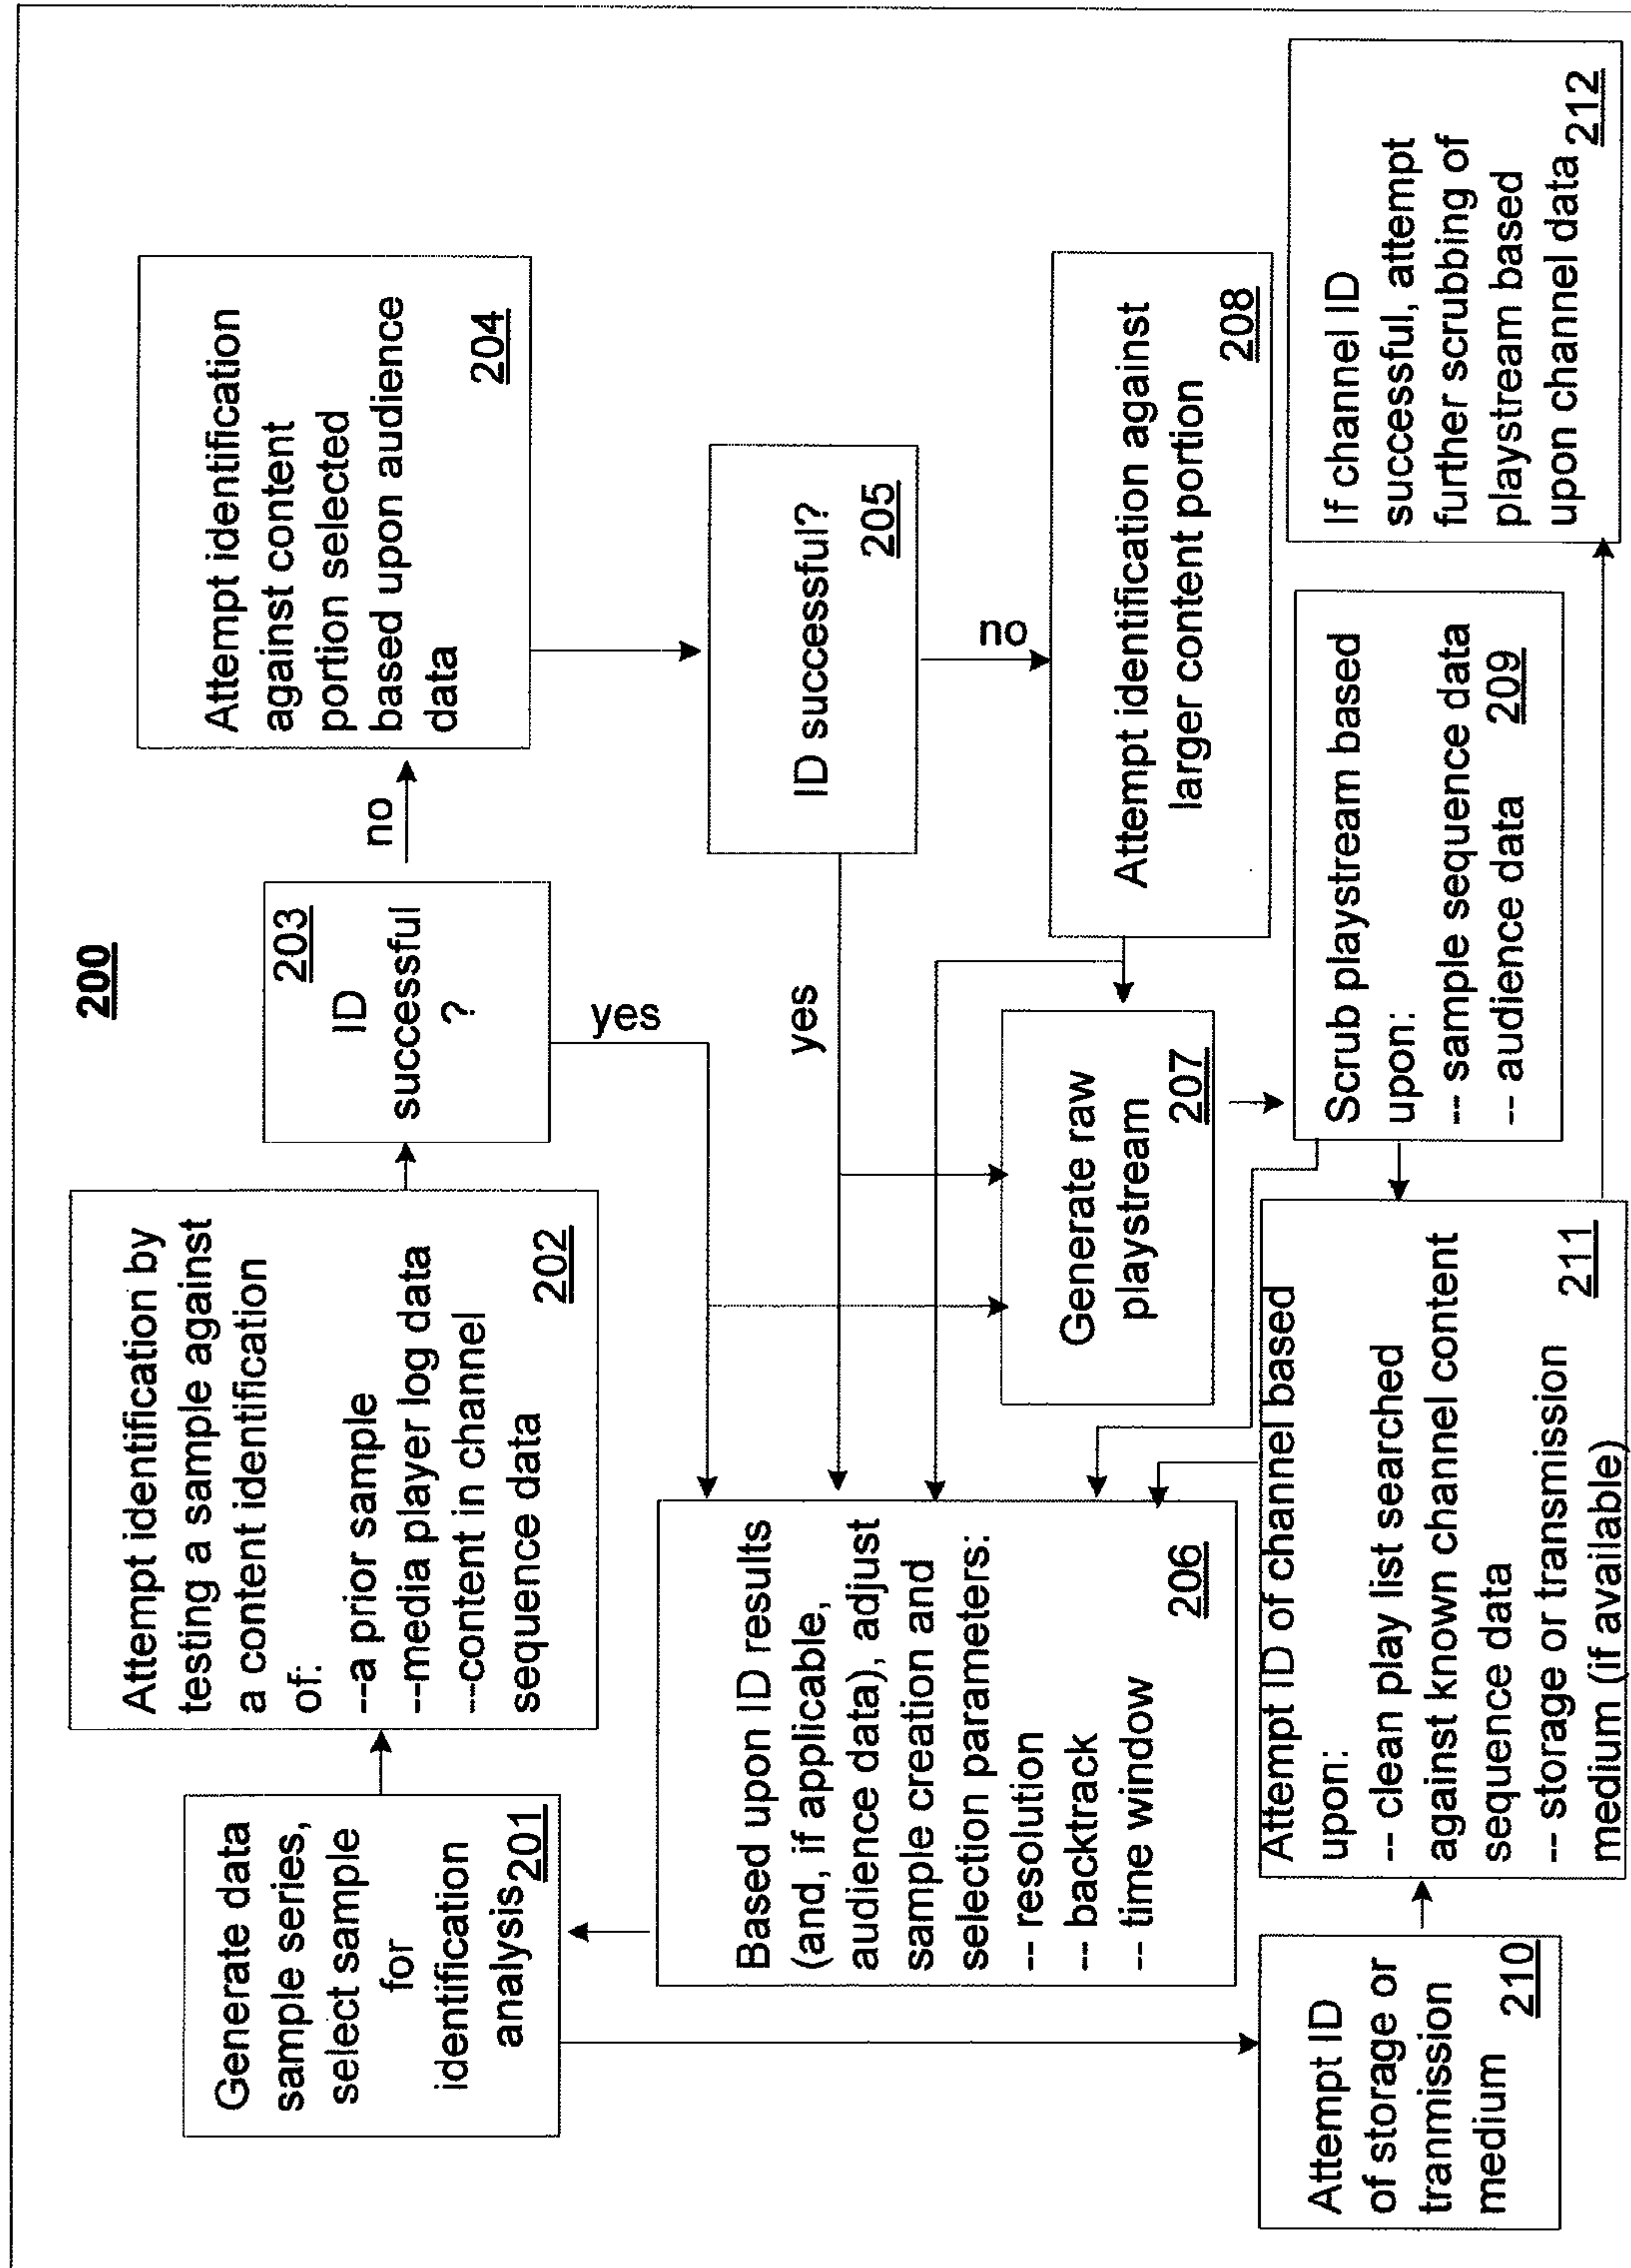 200
Generate data
sample series,
select sample
for
identification
analysis 201
Attempt identification by
testing a sample against
a content identification
of:
--a prior sample
--media player log data
--content in channel
sequence data
202
203
ID
successful
?
no
yes
Attempt identification
against content
portion selected
based upon audience
data
204
ID successful?
205
yes
no
Based upon ID results
(and, if applicable,
audience data), adjust
sample creation and
selection parameters:
-- resolution
-- backtrack
-- time window
206
Generate raw
playstream
207
Attempt identification against
larger content portion
208
Scrub playstream based
upon:
-- sample sequence data
-- audience data
209
Attempt ID
of storage or
tranmission
medium
210
Attempt ID of channel based
upon:
-- clean play list searched
against known channel content
sequence data
-- storage or transmission
medium (if available)
211
If channel ID
successful, attempt
further scrubbing of
playstream based
upon channel data
212